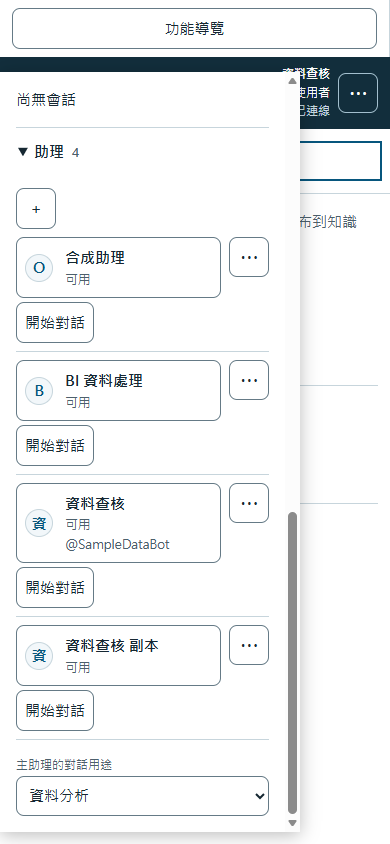 功能導覽
資料查核
使用者
已連線
···
尚無會話
▼ 助理 4
布到知識
+
O
合成助理
可用
···
開始對話
B
BI 資料處理
可用
···
開始對話
資
資料查核
可用
@SampleDataBot
···
開始對話
資
資料查核 副本
可用
···
開始對話
主助理的對話用途
資料分析